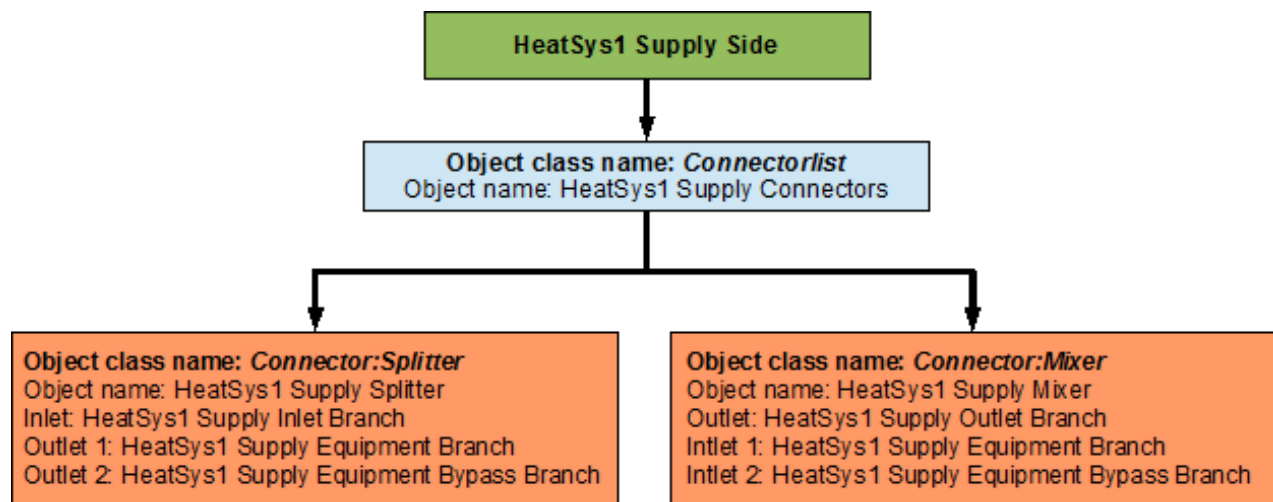 HeatSys1 Supply Side
Object class name: Connectorlist
Object name: HeatSys1 Supply Connectors
Object class name: Connector:Splitter
Object name: HeatSys1 Supply Splitter
Inlet: HeatSys1 Supply Inlet Branch
Outlet 1: HeatSys1 Supply Equipment Branch
Outlet 2: HeatSys1 Supply Equipment Bypass Branch
Object class name: Connector:Mixer
Object name: HeatSys1 Supply Mixer
Outlet: HeatSys1 Supply Outlet Branch
Intlet 1: HeatSys1 Supply Equipment Branch
Intlet 2: HeatSys1 Supply Equipment Bypass Branch